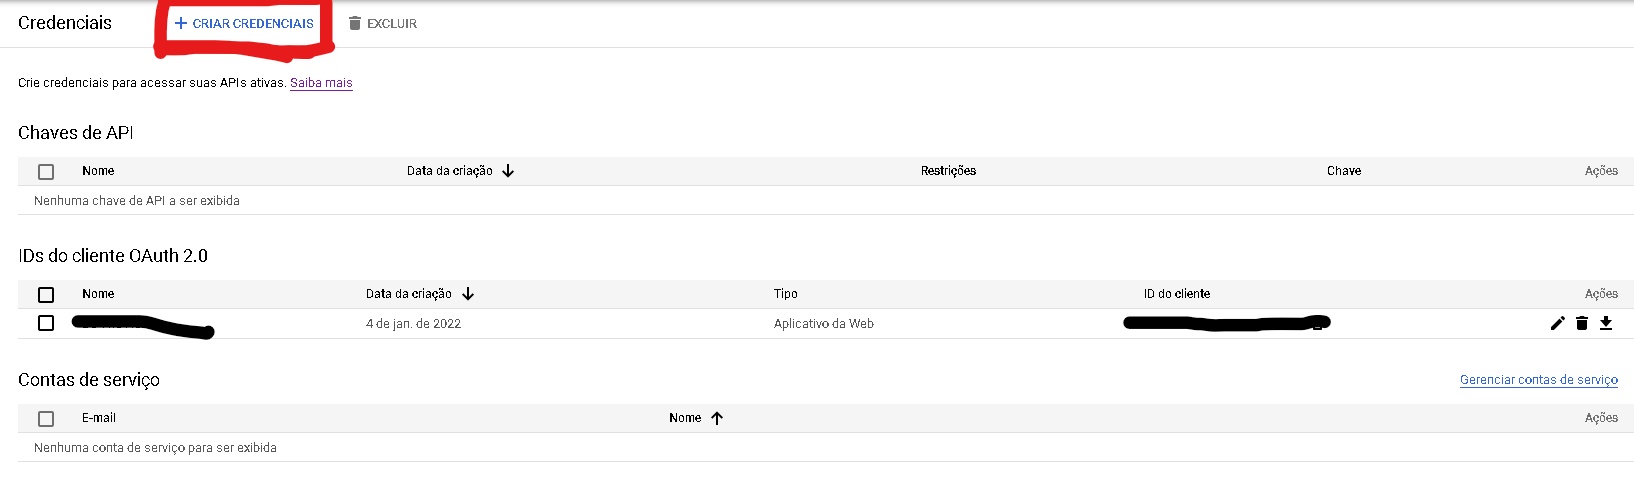 Credenciais + CRIAR CREDENCIAIS EXCLUIR
Crie credenciais para acessar suas APIs ativas. Saiba mais
Chaves de API
Nome Data da criação Restrições Chave Ações
Nenhuma chave de API a ser exibida
IDs do cliente OAuth 2.0
Nome Data da criação Tipo ID do cliente Ações
4 de jan. de 2022 Aplicativo da Web
Contas de serviço Gerenciar contas de serviço
E-mail Nome Ações
Nenhuma conta de serviço para ser exibida